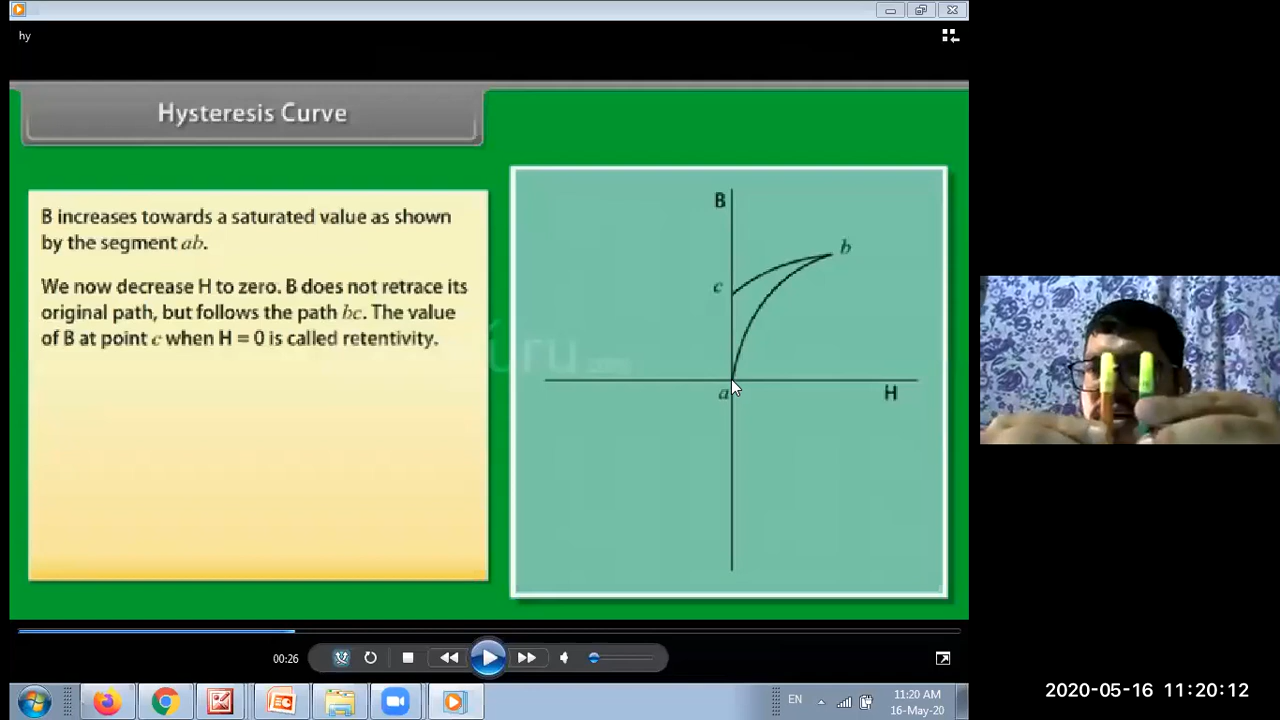 hy
Hysteresis Curve
B increases towards a saturated value as shown
by the segment ab.
We now decrease H to zero. B does not retrace its
original path, but follows the path bc. The value
of B at point c when H = 0 is called retentivity.
B
b
c
a
H
00:26
EN
11:20 AM
16-May-20
2020-05-16 11:20:12